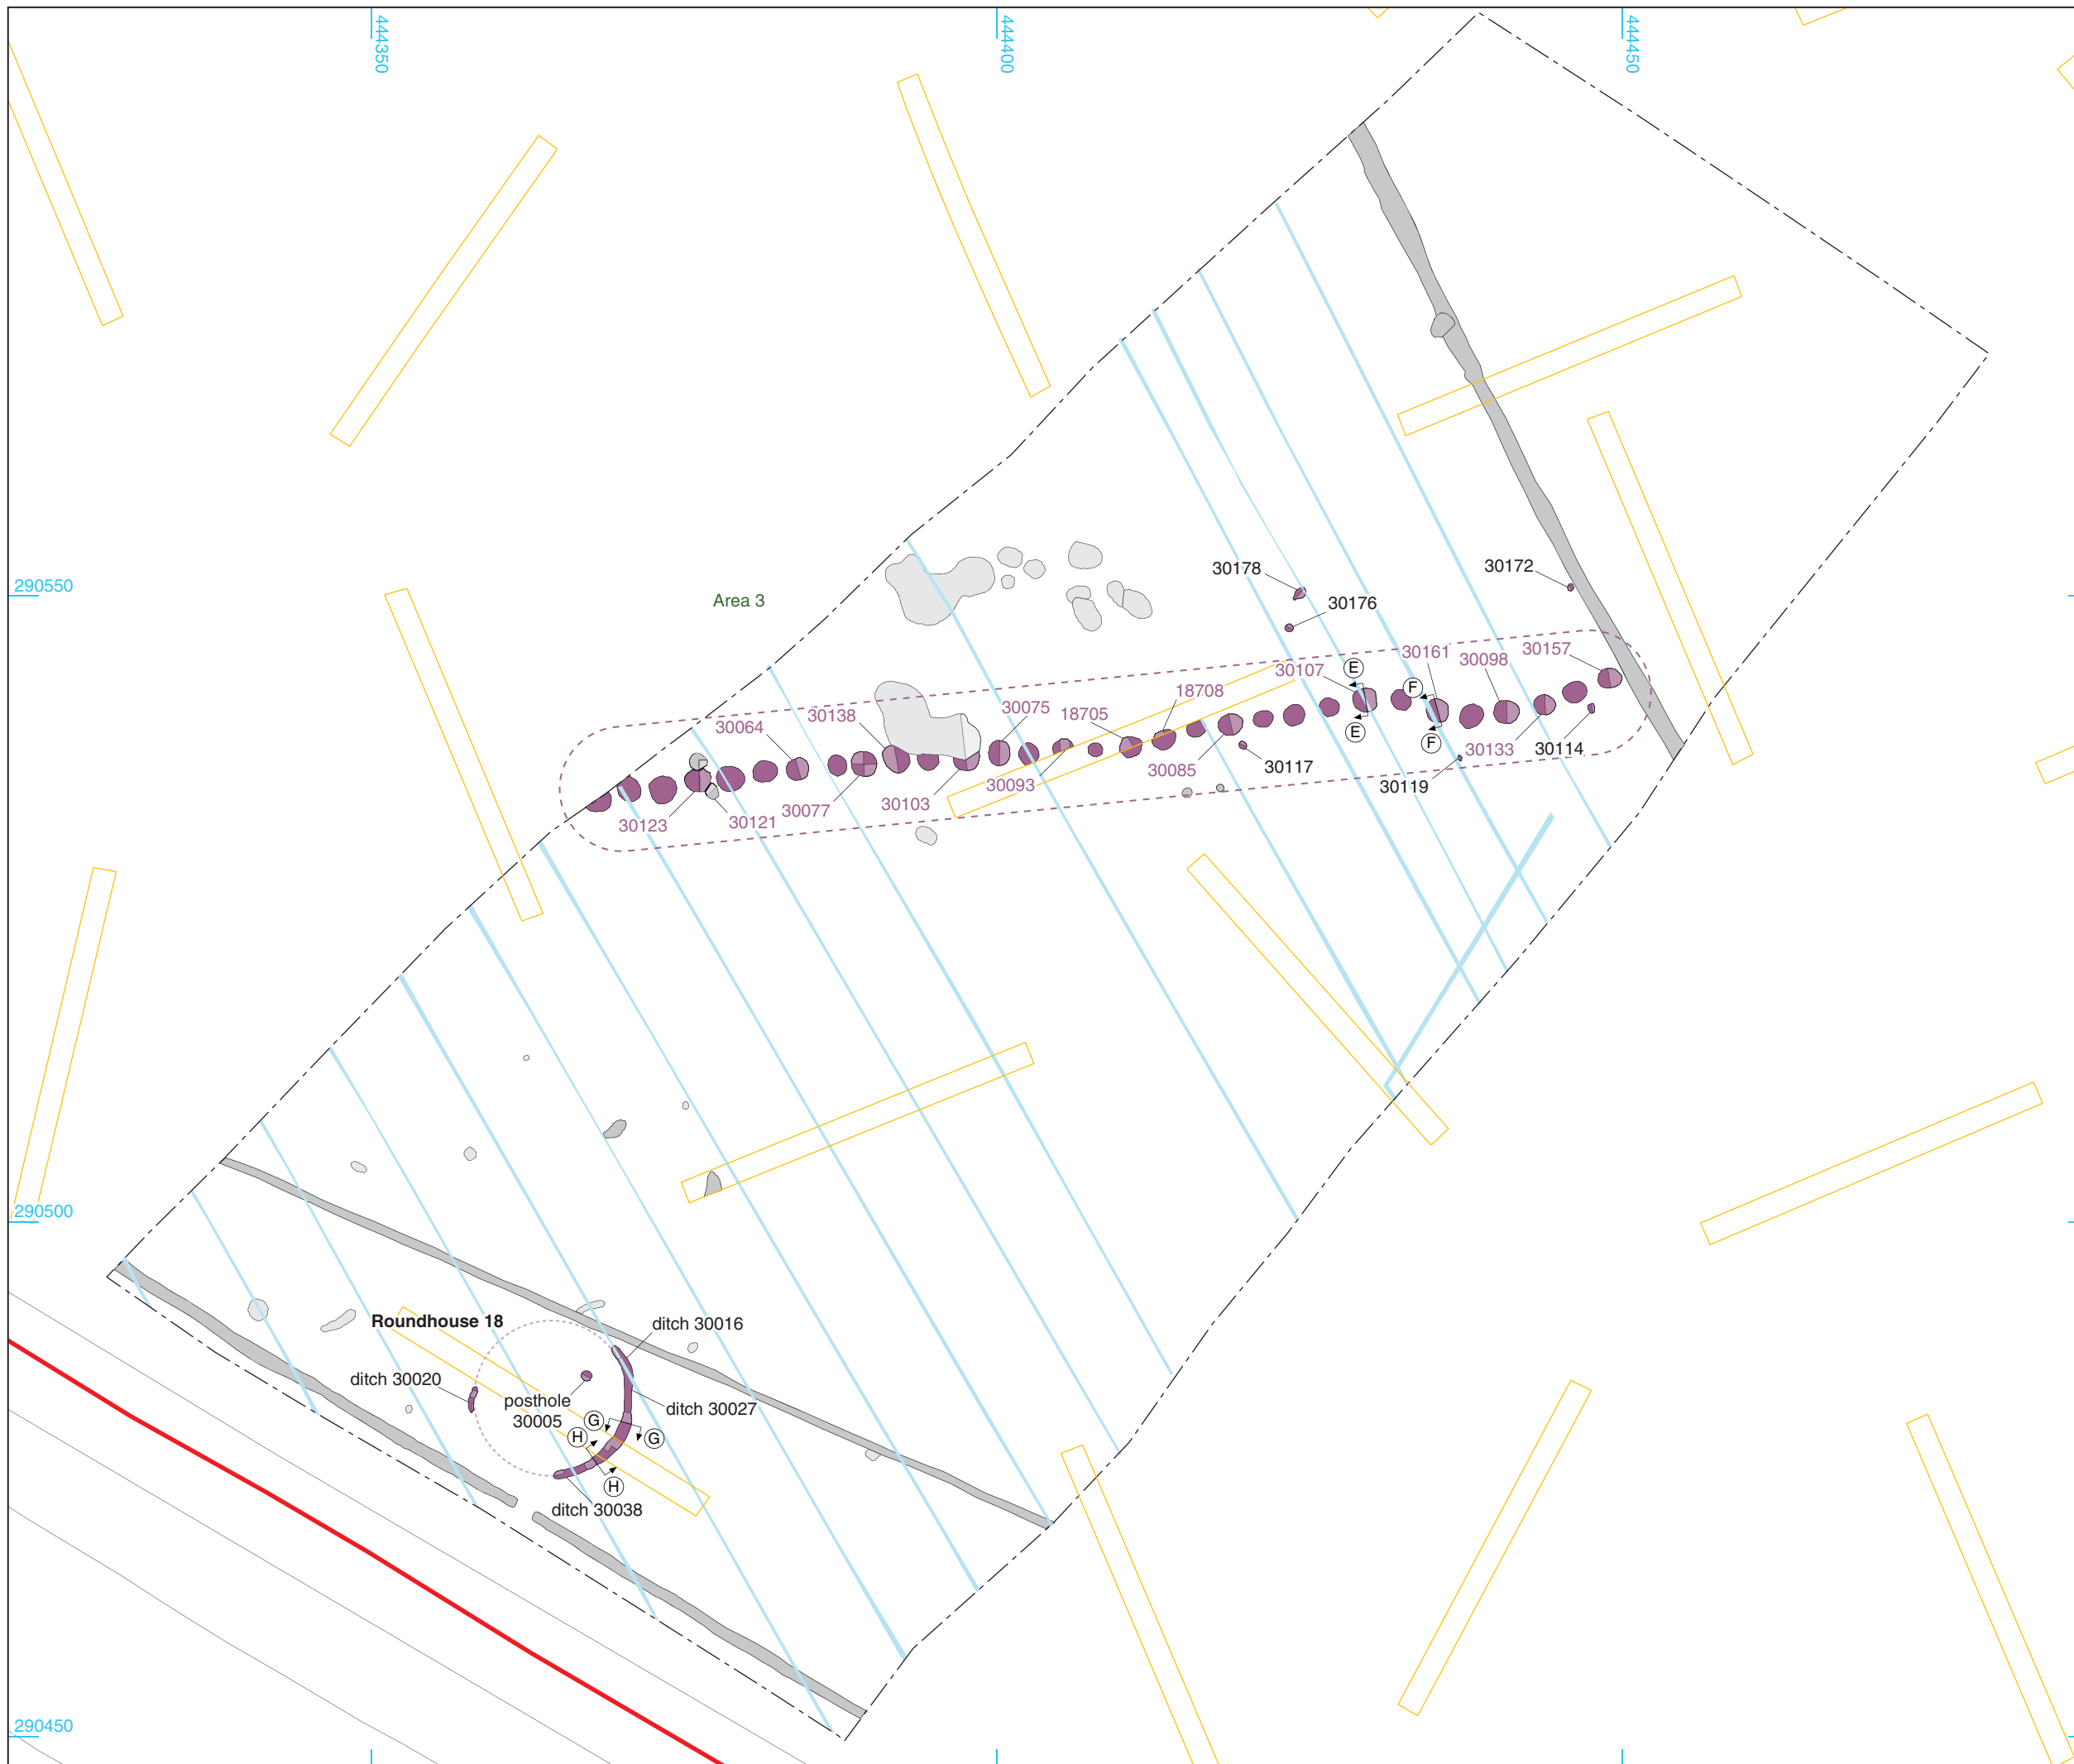 444350
444400
444450
290550
Area 3
30178
30172
30176
30107
E
30161
30098
30157
18708
F
30075
18705
30138
30064
E
F
30133
30114
30117
30085
30119
30093
30103
30077
30121
30123
290500
Roundhouse 18
ditch 30016
ditch 30020
posthole
30005
ditch 30027
G
H
G
H
ditch 30038
290450